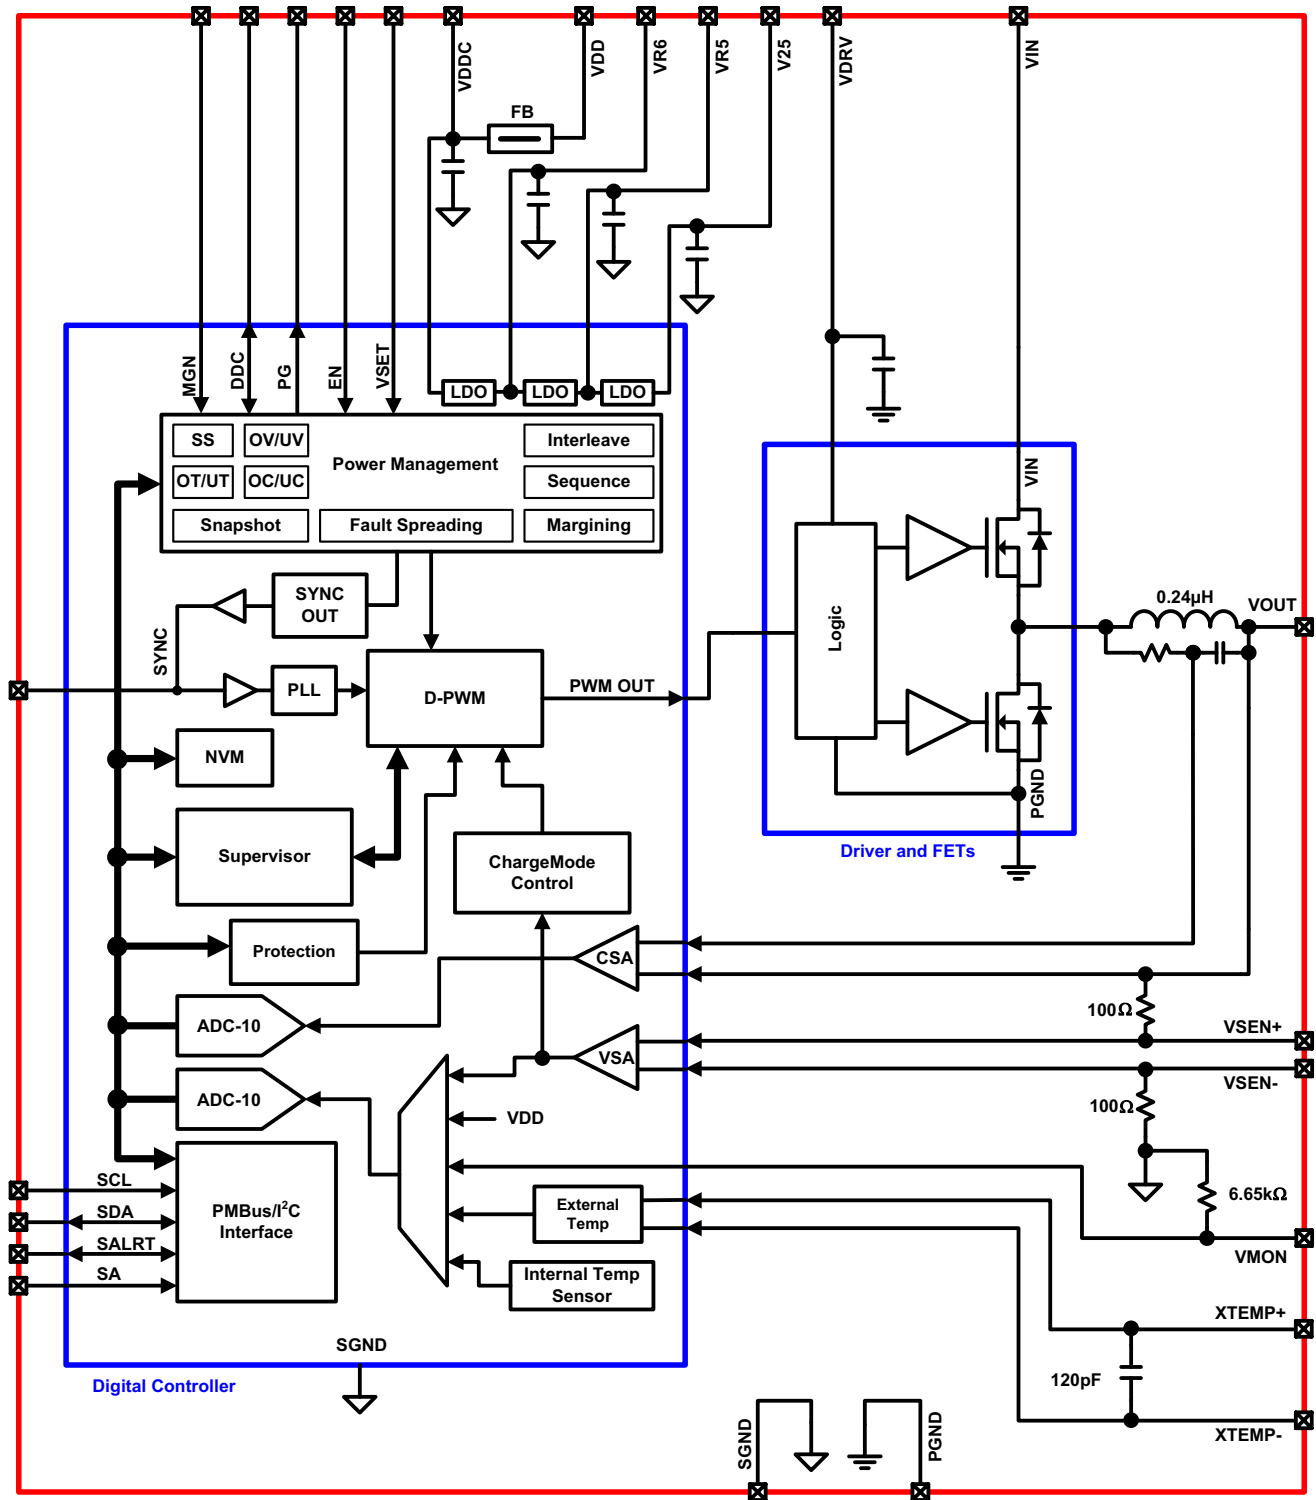 VDDC
VDD
VR6
VR5
V25
VDRV
VIN
FB
MGN
DDC
PG
EN
VSET
LDO
LDO
LDO
SS
OV/UV
Power Management
Interleave
OT/UT
OC/UC
Sequence
Snapshot
Fault Spreading
Margining
VIN
SYNC
OUT
SYNC
PLL
D-PWM
PWM OUT
Logic
0.24µH
VOUT
NVM
PGND
Supervisor
ChargeMode
Control
Driver and FETs
Protection
CSA
ADC-10
100Ω
VSEN+
VSA
VSEN-
ADC-10
VDD
100Ω
SCL
SDA
SALRT
SA
PMBus/I²C
Interface
External
Temp
6.65kΩ
VMON
Internal Temp
Sensor
XTEMP+
SGND
120pF
Digital Controller
XTEMP-
SGND
PGND